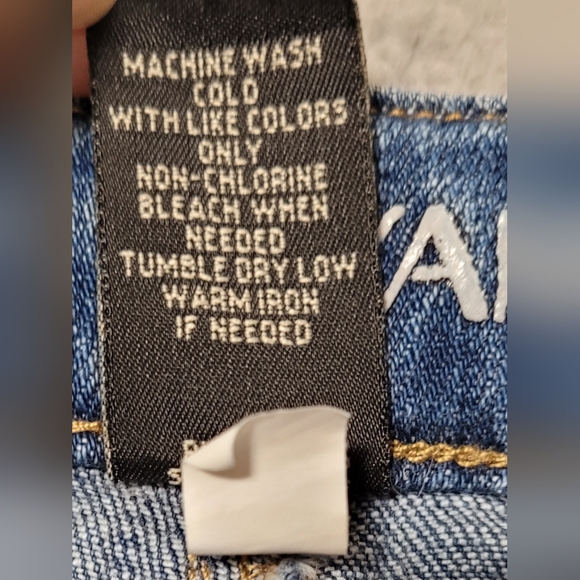 MACHINE WASH
COLD
WITH LIKE COLORS
ONLY
NON-CHLORINE
BLEACH WHEN
NEEDED
TUMBLE DRY LOW
WARM IRON
IF NEEDED